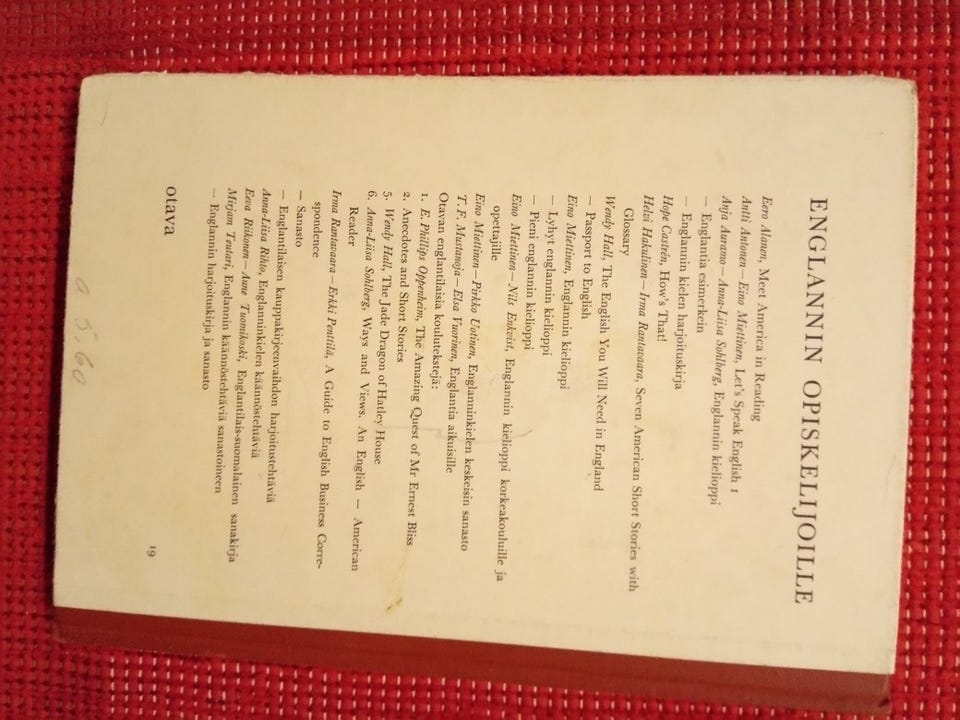 ENGLANNIN OPISKELIJOILLE
Eero Alanen, Meet America in Reading
Antti Antonen—Eino Miettinen, Let's Speak English 1
Anja Auramo—Anna-Liisa Sohlberg, Englannin kielioppi
— Englantia esimerkein
— Englannin kielen harjoituskirja
Hope Castrén, How's That!
Helvi Hakulinen—Irma Rantavaara, Seven American Short Stories with
Glossary
Wendy Hall, The English You Will Need in England
— Passport to English
Eino Miettinen, Englannin kielioppi
— Lyhyt englannin kielioppi
— Pieni englannin kielioppi
Eino Miettinen—Nils Enkvist, Englannin kielioppi korkeakouluille ja
opettajille
Eino Miettinen—Pirkko Uotinen, Englanninkielen keskeisin sanasto
T. F. Mustanoja—Elsa Vuorinen, Englantia aikuisille
Otavan englantilaisia koulutekstejä:
1. E. Phillips Oppenheim, The Amazing Quest of Mr Ernest Bliss
2. Anecdotes and Short Stories
5. Wendy Hall, The Jade Dragon of Hatley House
6. Anna-Liisa Sohlberg, Ways and Views. An English — American
Reader
Irma Rantavaara—Erkki Penttilä, A Guide to English Business Corre-
spondence
— Sanasto
— Englantilaisen kauppakirjeenvaihdon harjoitustehtäviä
Anna-Liisa Riho, Englanninkielen käännöstehtäviä
Eeva Riikonen—Aune Tuomikoski, Englantilais-suomalainen sanakirja
Mirjam Teulari, Englannin käännöstehtäviä sanastoineen
— Englannin harjoituskirja ja sanasto
otava
19
a 5,60